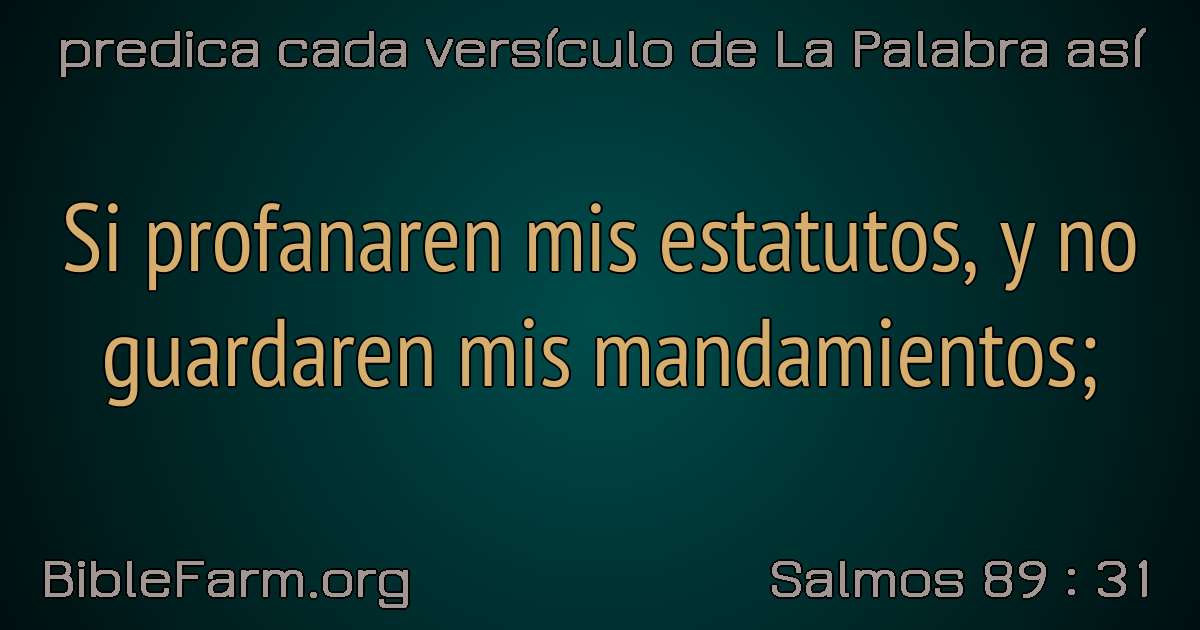 predica cada versículo de La Palabra así
Si profanaren mis estatutos, y no
guardaren mis mandamientos;
BibleFarm.org
Salmos 89 : 31